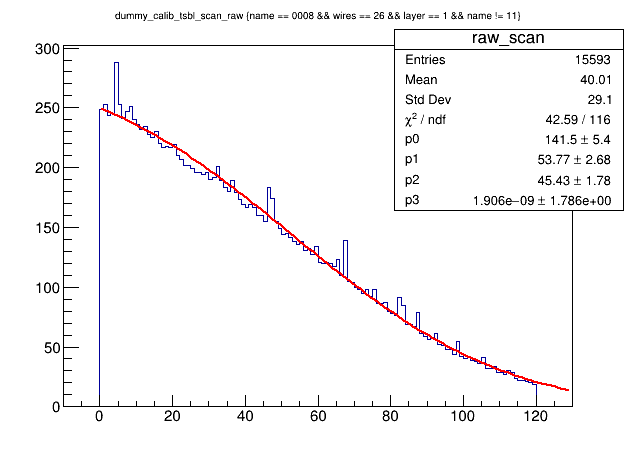 dummy_calib_tsbl_scan_raw {name == 0008 && wires == 26 && layer == 1 && name != 11}
raw_scan
Entries 15593
Mean 40.01
Std Dev 29.1
χ² / ndf 42.59 / 116
p0 141.5 ± 5.4
p1 53.77 ± 2.68
p2 45.43 ± 1.78
p3 1.906e−09 ± 1.786e+00
300
250
200
150
100
50
0
0 20 40 60 80 100 120